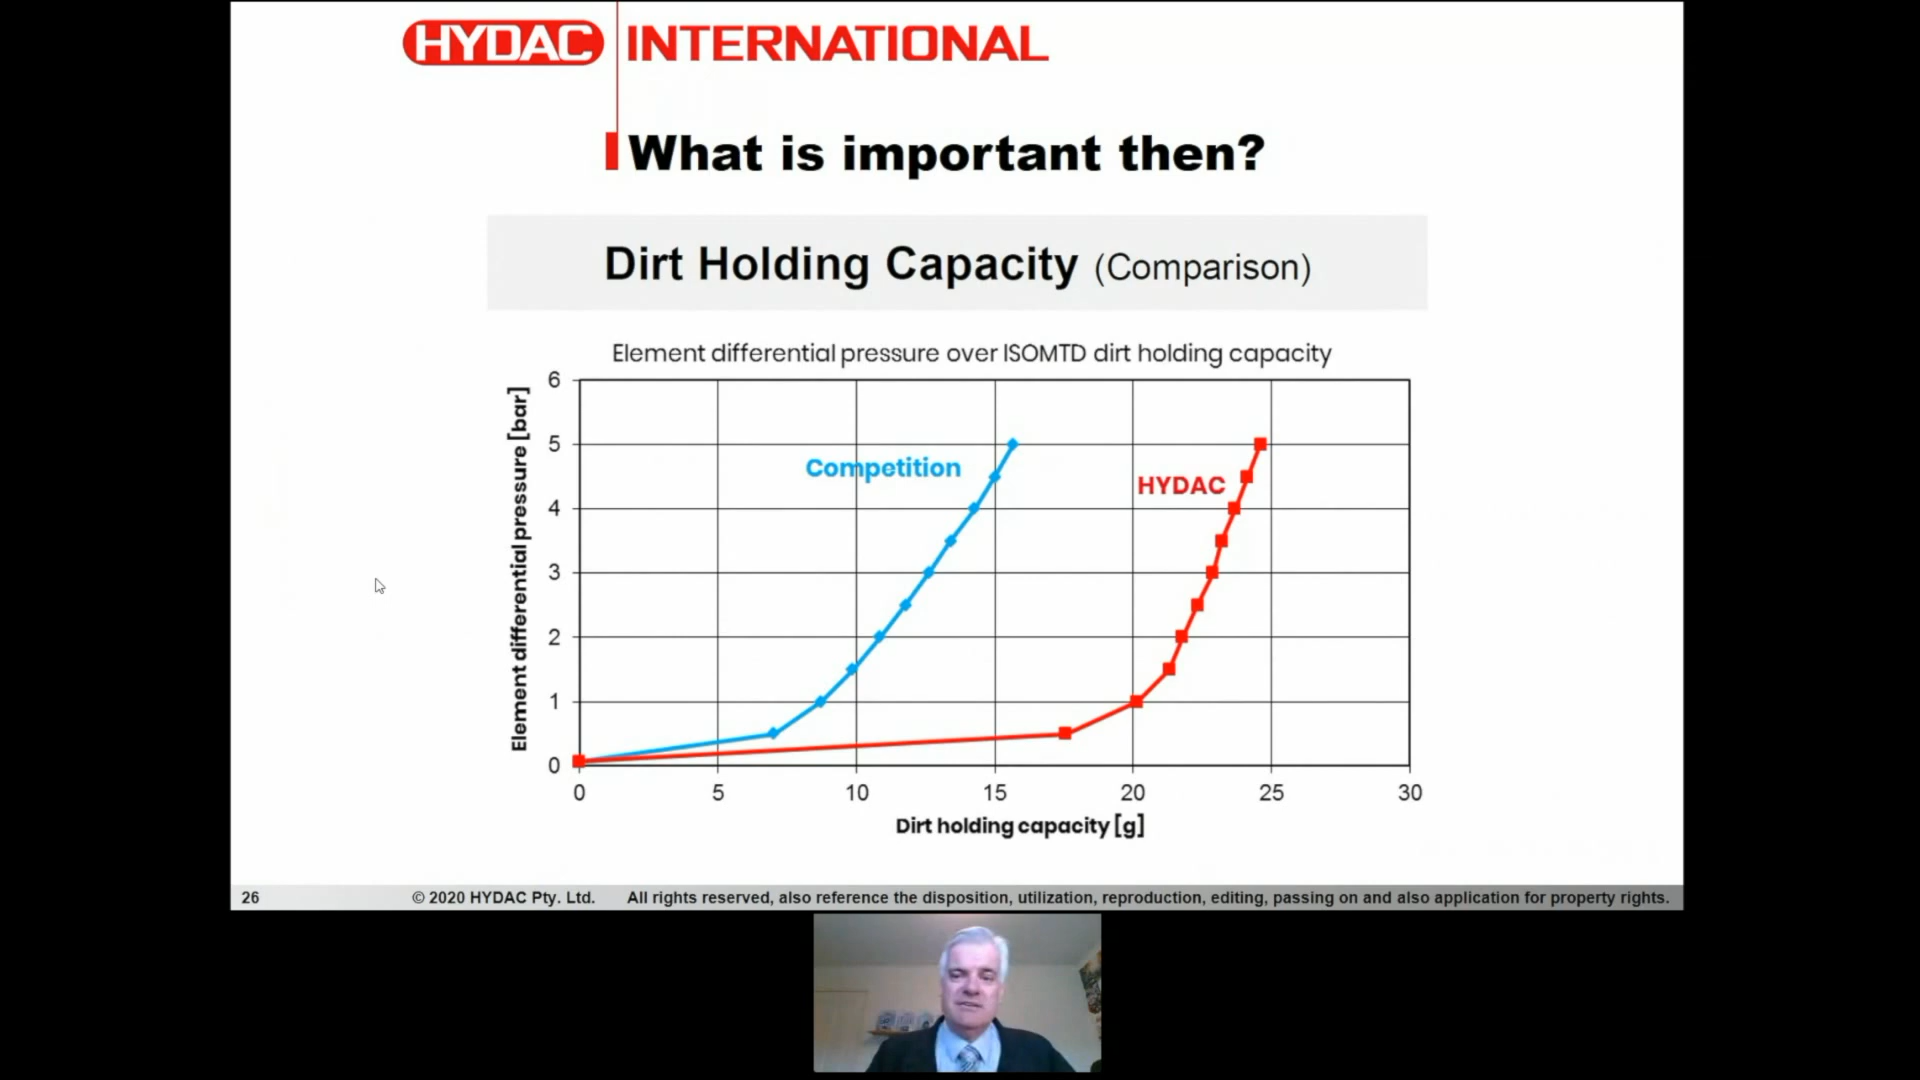 HYDAC INTERNATIONAL
What is important then?
Dirt Holding Capacity (Comparison)
Element differential pressure over ISOMTD dirt holding capacity
Element differential pressure [bar]
6
5
4
3
2
1
0
Competition
HYDAC
0 5 10 15 20 25 30
Dirt holding capacity [g]
26 © 2020 HYDAC Pty. Ltd. All rights reserved, also reference the disposition, utilization, reproduction, editing, passing on and also application for property rights.